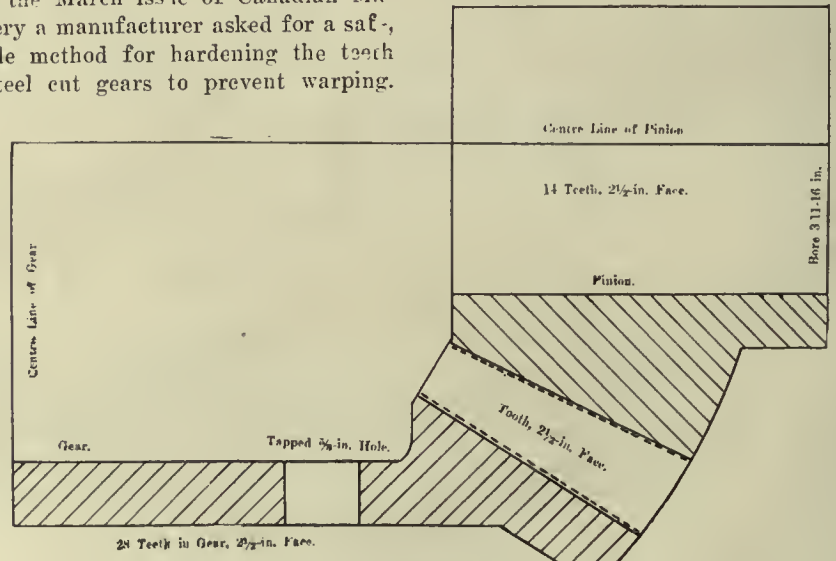 the March issue of Canadian Ma-
ery a manufacturer asked for a saf-,
le method for hardening the teeth
teel cut gears to prevent warping.
Centre Line of Pinion
14 Teeth, 2½-in. Face.
Bore 3 11-16 in.
Pinion.
Centre Line of Gear
Tooth, 2½-in. Face.
Gear.
Tapped ⅝-in. Hole.
28 Teeth in Gear, 2½-in. Face.